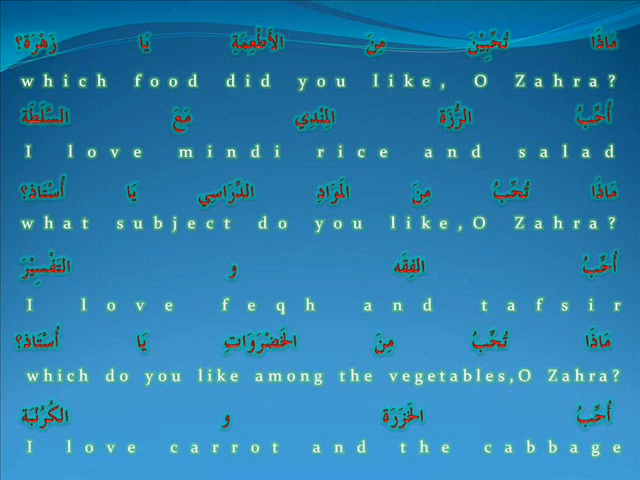 مَاذَا تُحِبِّيْنَ مِنَ الأَطْعِمَةِ يَا زَهْرَة؟
which food did you like, O Zahra?
أُحِبُّ الرُّزَّةَ المِنْدِي مَعَ السَّلَطَةَ
I love mindi rice and salad
مَاذَا تُحِبُّ مِنَ المَوَادِ الدِّرَاسِي يَا أُسْتَاذ؟
what subject do you like,O Zahra?
أُحِبُّ الفِقَه و التَفْسِيْرَ
I love feqh and tafsir
مَاذَا تُحِبُّ مِنَ الخَضْرَوَاتِ يَا أُسْتَاذ؟
which do you like among the vegetables,O Zahra?
أُحِبُّ الخَزَرَة و الكُرُنْبَة
I love carrot and the cabbage